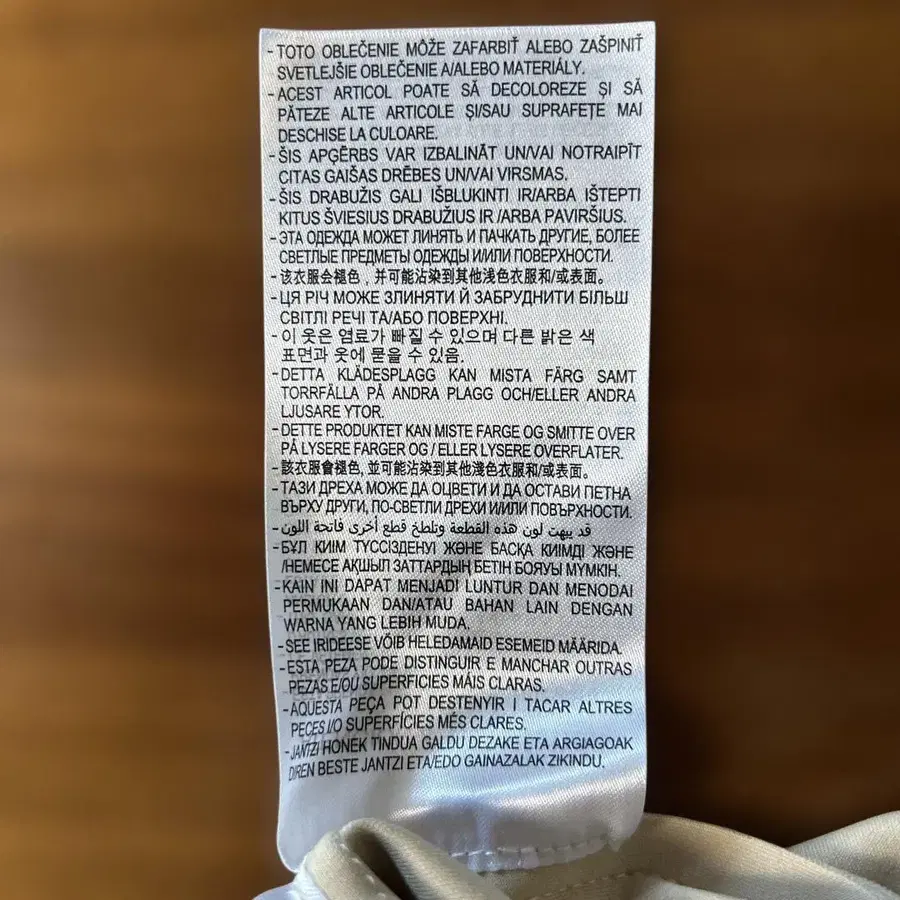 - TOTO OBLEČENIE MÔŽE ZAFARBIŤ ALEBO ZAŠPINIŤ
SVETLEJŠIE OBLEČENIE A/ALEBO MATERIÁLY.
- ACEST ARTICOL POATE SĂ DECOLOREZE ȘI SĂ
PĂTEZE ALTE ARTICOLE ȘI/SAU SUPRAFEȚE MAI
DESCHISE LA CULOARE.
- ŠIS APĢĒRBS VAR IZBALINĀT UN/VAI NOTRAIPĪT
CITAS GAIŠAS DRĒBES UN/VAI VIRSMAS.
- ŠIS DRABUŽIS GALI IŠBLUKINTI IR/ARBA IŠTEPTI
KITUS ŠVIESIUS DRABUŽIUS IR /ARBA PAVIRŠIUS.
- ЭТА ОДЕЖДА МОЖЕТ ЛИНЯТЬ И ПАЧКАТЬ ДРУГИЕ, БОЛЕЕ
СВЕТЛЫЕ ПРЕДМЕТЫ ОДЕЖДЫ И/ИЛИ ПОВЕРХНОСТИ.
- 该衣服会褪色，并可能沾染到其他浅色衣服和/或表面。
- ЦЯ РІЧ МОЖЕ ЗЛИНЯТИ Й ЗАБРУДНИТИ БІЛЬШ
СВІТЛІ РЕЧІ ТА/АБО ПОВЕРХНІ.
- 이 옷은 염료가 빠질 수 있으며 다른 밝은 색
표면과 옷에 묻을 수 있음.
- DETTA KLÄDESPLAGG KAN MISTA FÄRG SAMT
TORRFÄLLA PÅ ANDRA PLAGG OCH/ELLER ANDRA
LJUSARE YTOR.
- DETTE PRODUKTET KAN MISTE FARGE OG SMITTE OVER
PÅ LYSERE FARGER OG / ELLER LYSERE OVERFLATER.
- 該衣服會褪色, 並可能沾染到其他淺色衣服和/或表面。
- ТАЗИ ДРЕХА МОЖЕ ДА ОЦВЕТИ И ДА ОСТАВИ ПЕТНА
ВЪРХУ ДРУГИ, ПО-СВЕТЛИ ДРЕХИ И/ИЛИ ПОВЪРХНОСТИ.
- قد يبهت لون هذه القطعة وتلطخ قطع أخرى فاتحة اللون
- БҰЛ КИІМ ТҮССІЗДЕНУІ ЖӘНЕ БАСҚА КИІМДІ ЖӘНЕ
/НЕМЕСЕ АҚШЫЛ ЗАТТАРДЫҢ БЕТІН БОЯУЫ МҮМКІН.
- KAIN INI DAPAT MENJADI LUNTUR DAN MENODAI
PERMUKAAN DAN/ATAU BAHAN LAIN DENGAN
WARNA YANG LEBIH MUDA.
- SEE IRIDEESE VÕIB HELEDAMAID ESEMEID MÄÄRIDA.
- ESTA PEZA PODE DISTINGUIR E MANCHAR OUTRAS
PEZAS E/OU SUPERFICIES MÁIS CLARAS.
- AQUESTA PEÇA POT DESTENYIR I TACAR ALTRES
PECES I/O SUPERFÍCIES MÉS CLARES.
- JANTZI HONEK TINDUA GALDU DEZAKE ETA ARGIAGOAK
DIREN BESTE JANTZI ETA/EDO GAINAZALAK ZIKINDU.